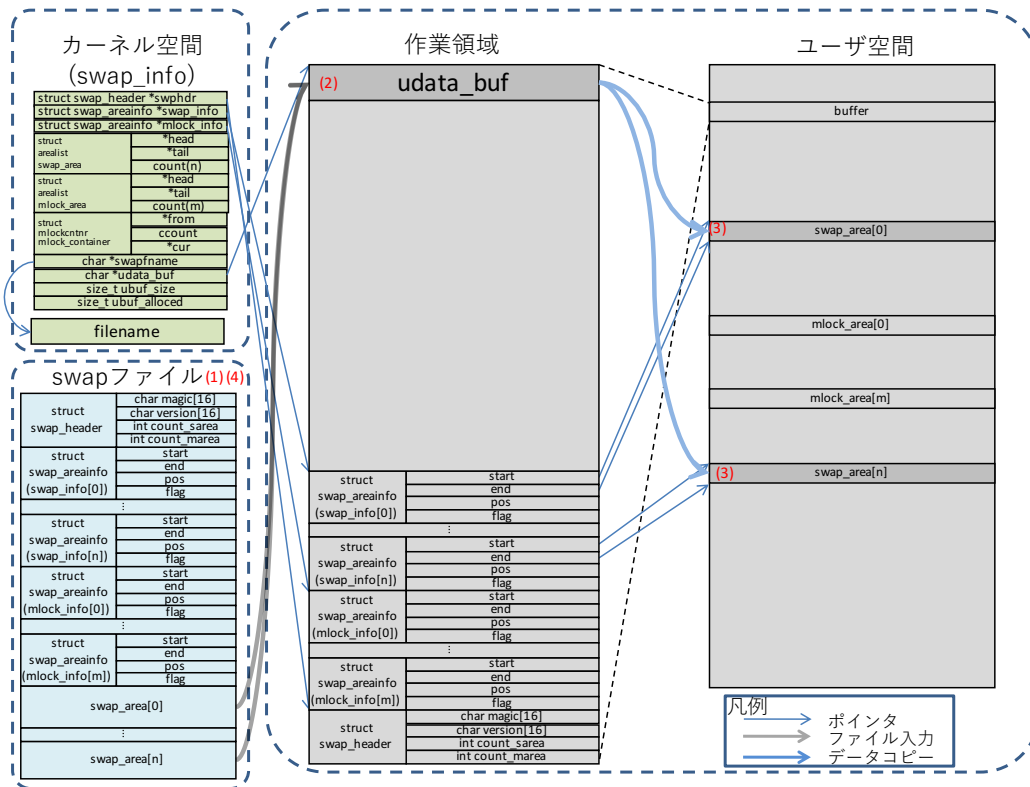 カーネル空間
(swap_info)
struct swap_header *swphdr
struct swap_areainfo *swap_info
struct swap_areainfo *mlock_info
struct
arealist
swap_area
*head
*tail
count(n)
struct
arealist
mlock_area
*head
*tail
count(m)
struct
mlockcntnr
mlock_container
*from
ccount
*cur
char *swapfname
char *udata_buf
size_t ubuf_size
size_t ubuf_alloced
filename
swapファイル(1)(4)
struct
swap_header
char magic[16]
char version[16]
int count_sarea
int count_marea
struct
swap_areainfo
(swap_info[0])
start
end
pos
flag
⋮
struct
swap_areainfo
(swap_info[n])
start
end
pos
flag
struct
swap_areainfo
(mlock_info[0])
start
end
pos
flag
⋮
struct
swap_areainfo
(mlock_info[m])
start
end
pos
flag
swap_area[0]
⋮
swap_area[n]
作業領域
(2) udata_buf
struct
swap_areainfo
(swap_info[0])
start
end
pos
flag
⋮
struct
swap_areainfo
(swap_info[n])
start
end
pos
flag
struct
swap_areainfo
(mlock_info[0])
start
end
pos
flag
⋮
struct
swap_areainfo
(mlock_info[m])
start
end
pos
flag
struct
swap_header
char magic[16]
char version[16]
int count_sarea
int count_marea
ユーザ空間
buffer
(3) swap_area[0]
mlock_area[0]
mlock_area[m]
(3) swap_area[n]
凡例
ポインタ
ファイル入力
データコピー